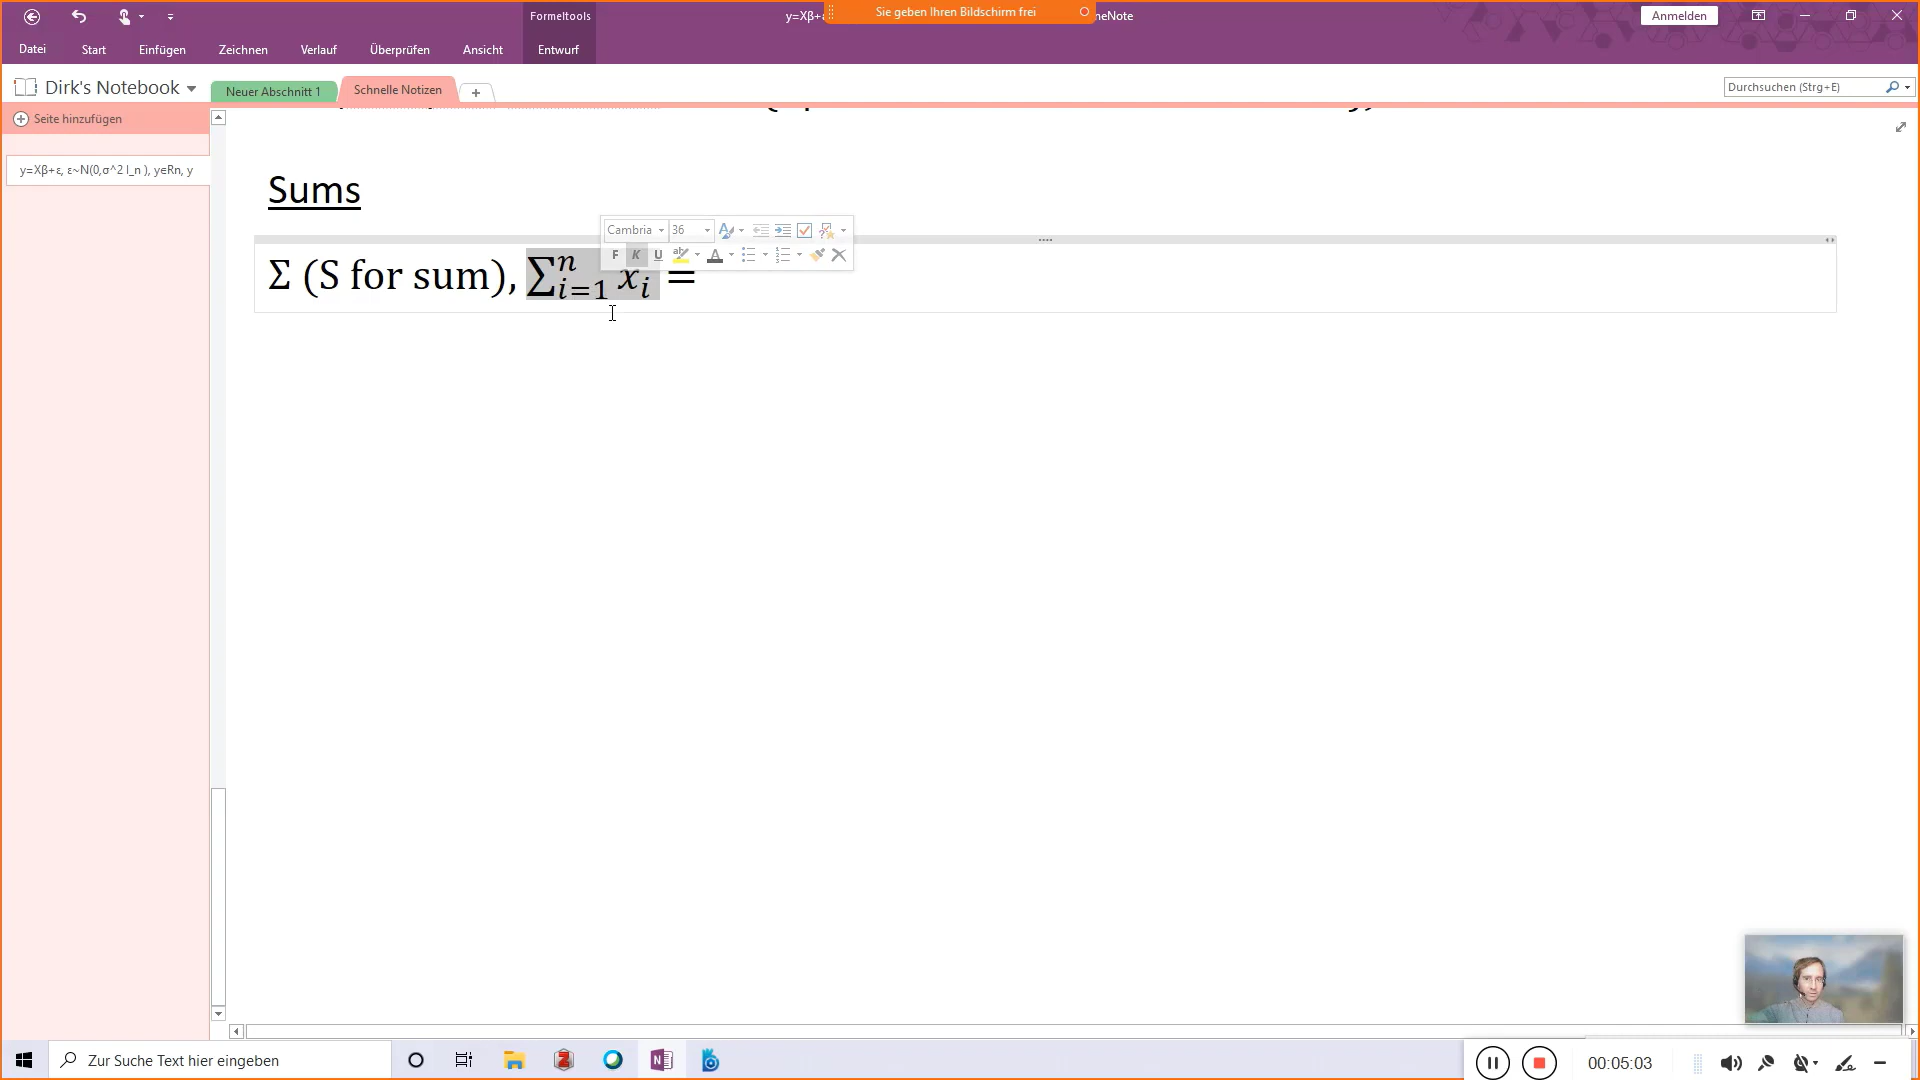 Formeltools
y=Xβ+ε
Sie geben Ihren Bildschirm frei
neNote
Anmelden
Datei
Start
Einfügen
Zeichnen
Verlauf
Überprüfen
Ansicht
Entwurf
Dirk's Notebook
Neuer Abschnitt 1
Schnelle Notizen
Durchsuchen (Strg+E)
Seite hinzufügen
y=Xβ+ε, ε~N(0,σ^2 I_n ), y∈Rn, y
Sums
Cambria
36
F K U
Σ (S for sum), ∑_{i=1}^{n} x_i =
Zur Suche Text hier eingeben
00:05:03